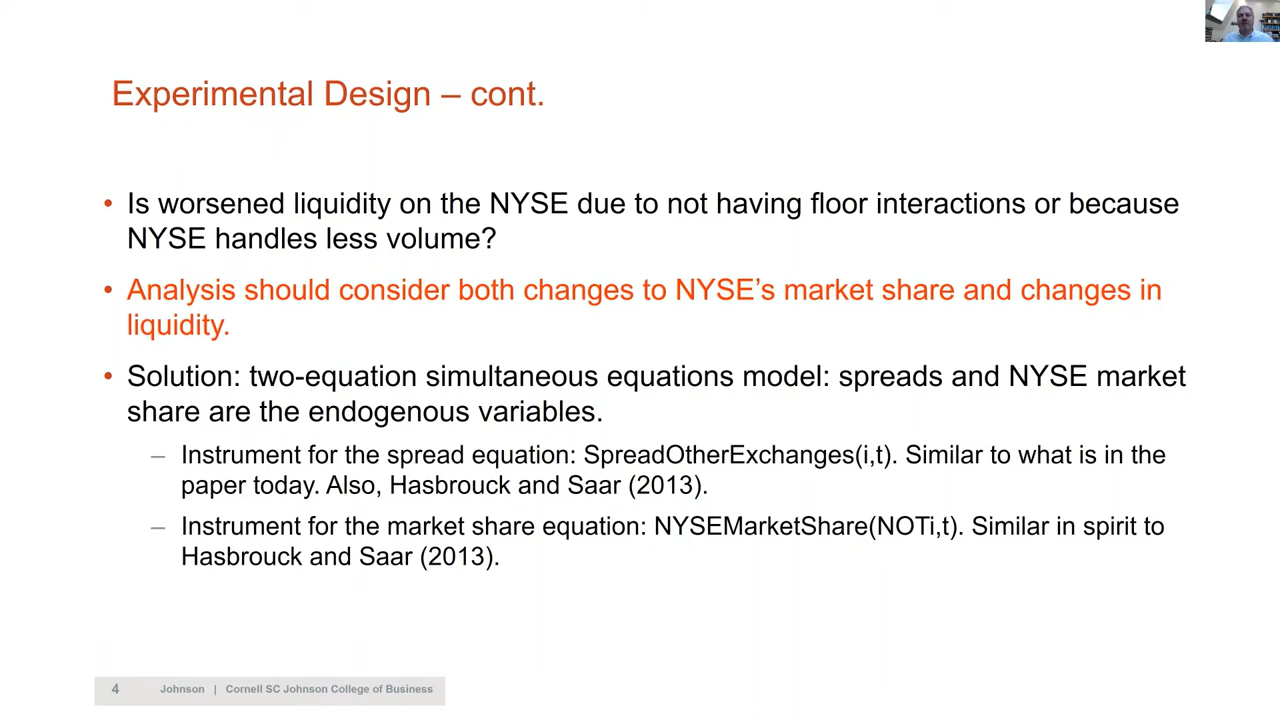 Experimental Design – cont.
• Is worsened liquidity on the NYSE due to not having floor interactions or because
NYSE handles less volume?
• Analysis should consider both changes to NYSE’s market share and changes in
liquidity.
• Solution: two-equation simultaneous equations model: spreads and NYSE market
share are the endogenous variables.
– Instrument for the spread equation: SpreadOtherExchanges(i,t). Similar to what is in the
paper today. Also, Hasbrouck and Saar (2013).
– Instrument for the market share equation: NYSEMarketShare(NOTi,t). Similar in spirit to
Hasbrouck and Saar (2013).
4 Johnson | Cornell SC Johnson College of Business